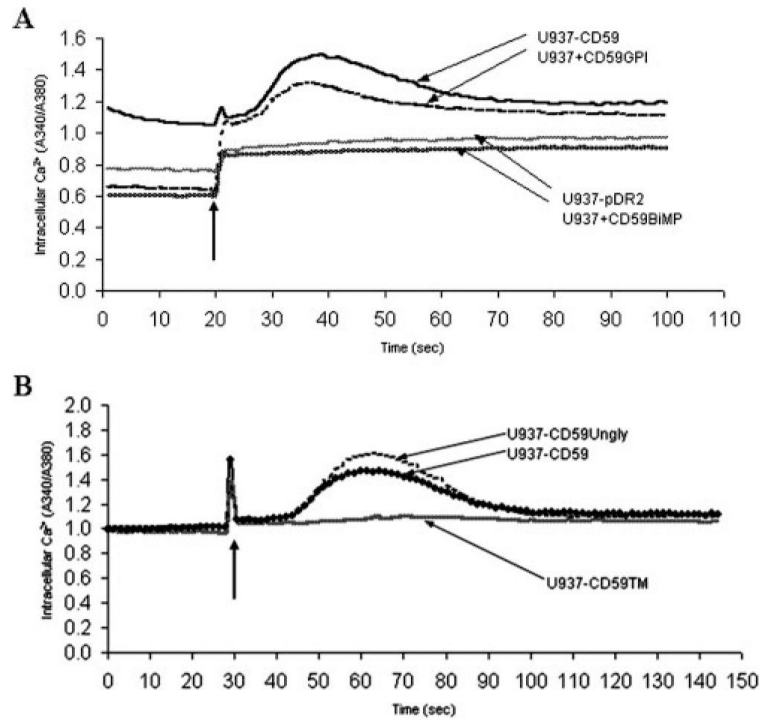 A
U937-CD59
U937+CD59GPI
Intracellular Ca²⁺ (A340/A380)
1.6
1.4
1.2
1.0
0.8
0.6
0.4
0.2
0.0
U937-pDR2
U937+CD59BiMP
0 10 20 30 40 50 60 70 80 90 100 110
Time (sec)
B
Intracellular Ca²⁺ (A340/A380)
2.0
1.8
1.6
1.4
1.2
1.0
0.8
0.6
0.4
0.2
0.0
U937-CD59Ungly
U937-CD59
U937-CD59TM
0 10 20 30 40 50 60 70 80 90 100 110 120 130 140 150
Time (sec)